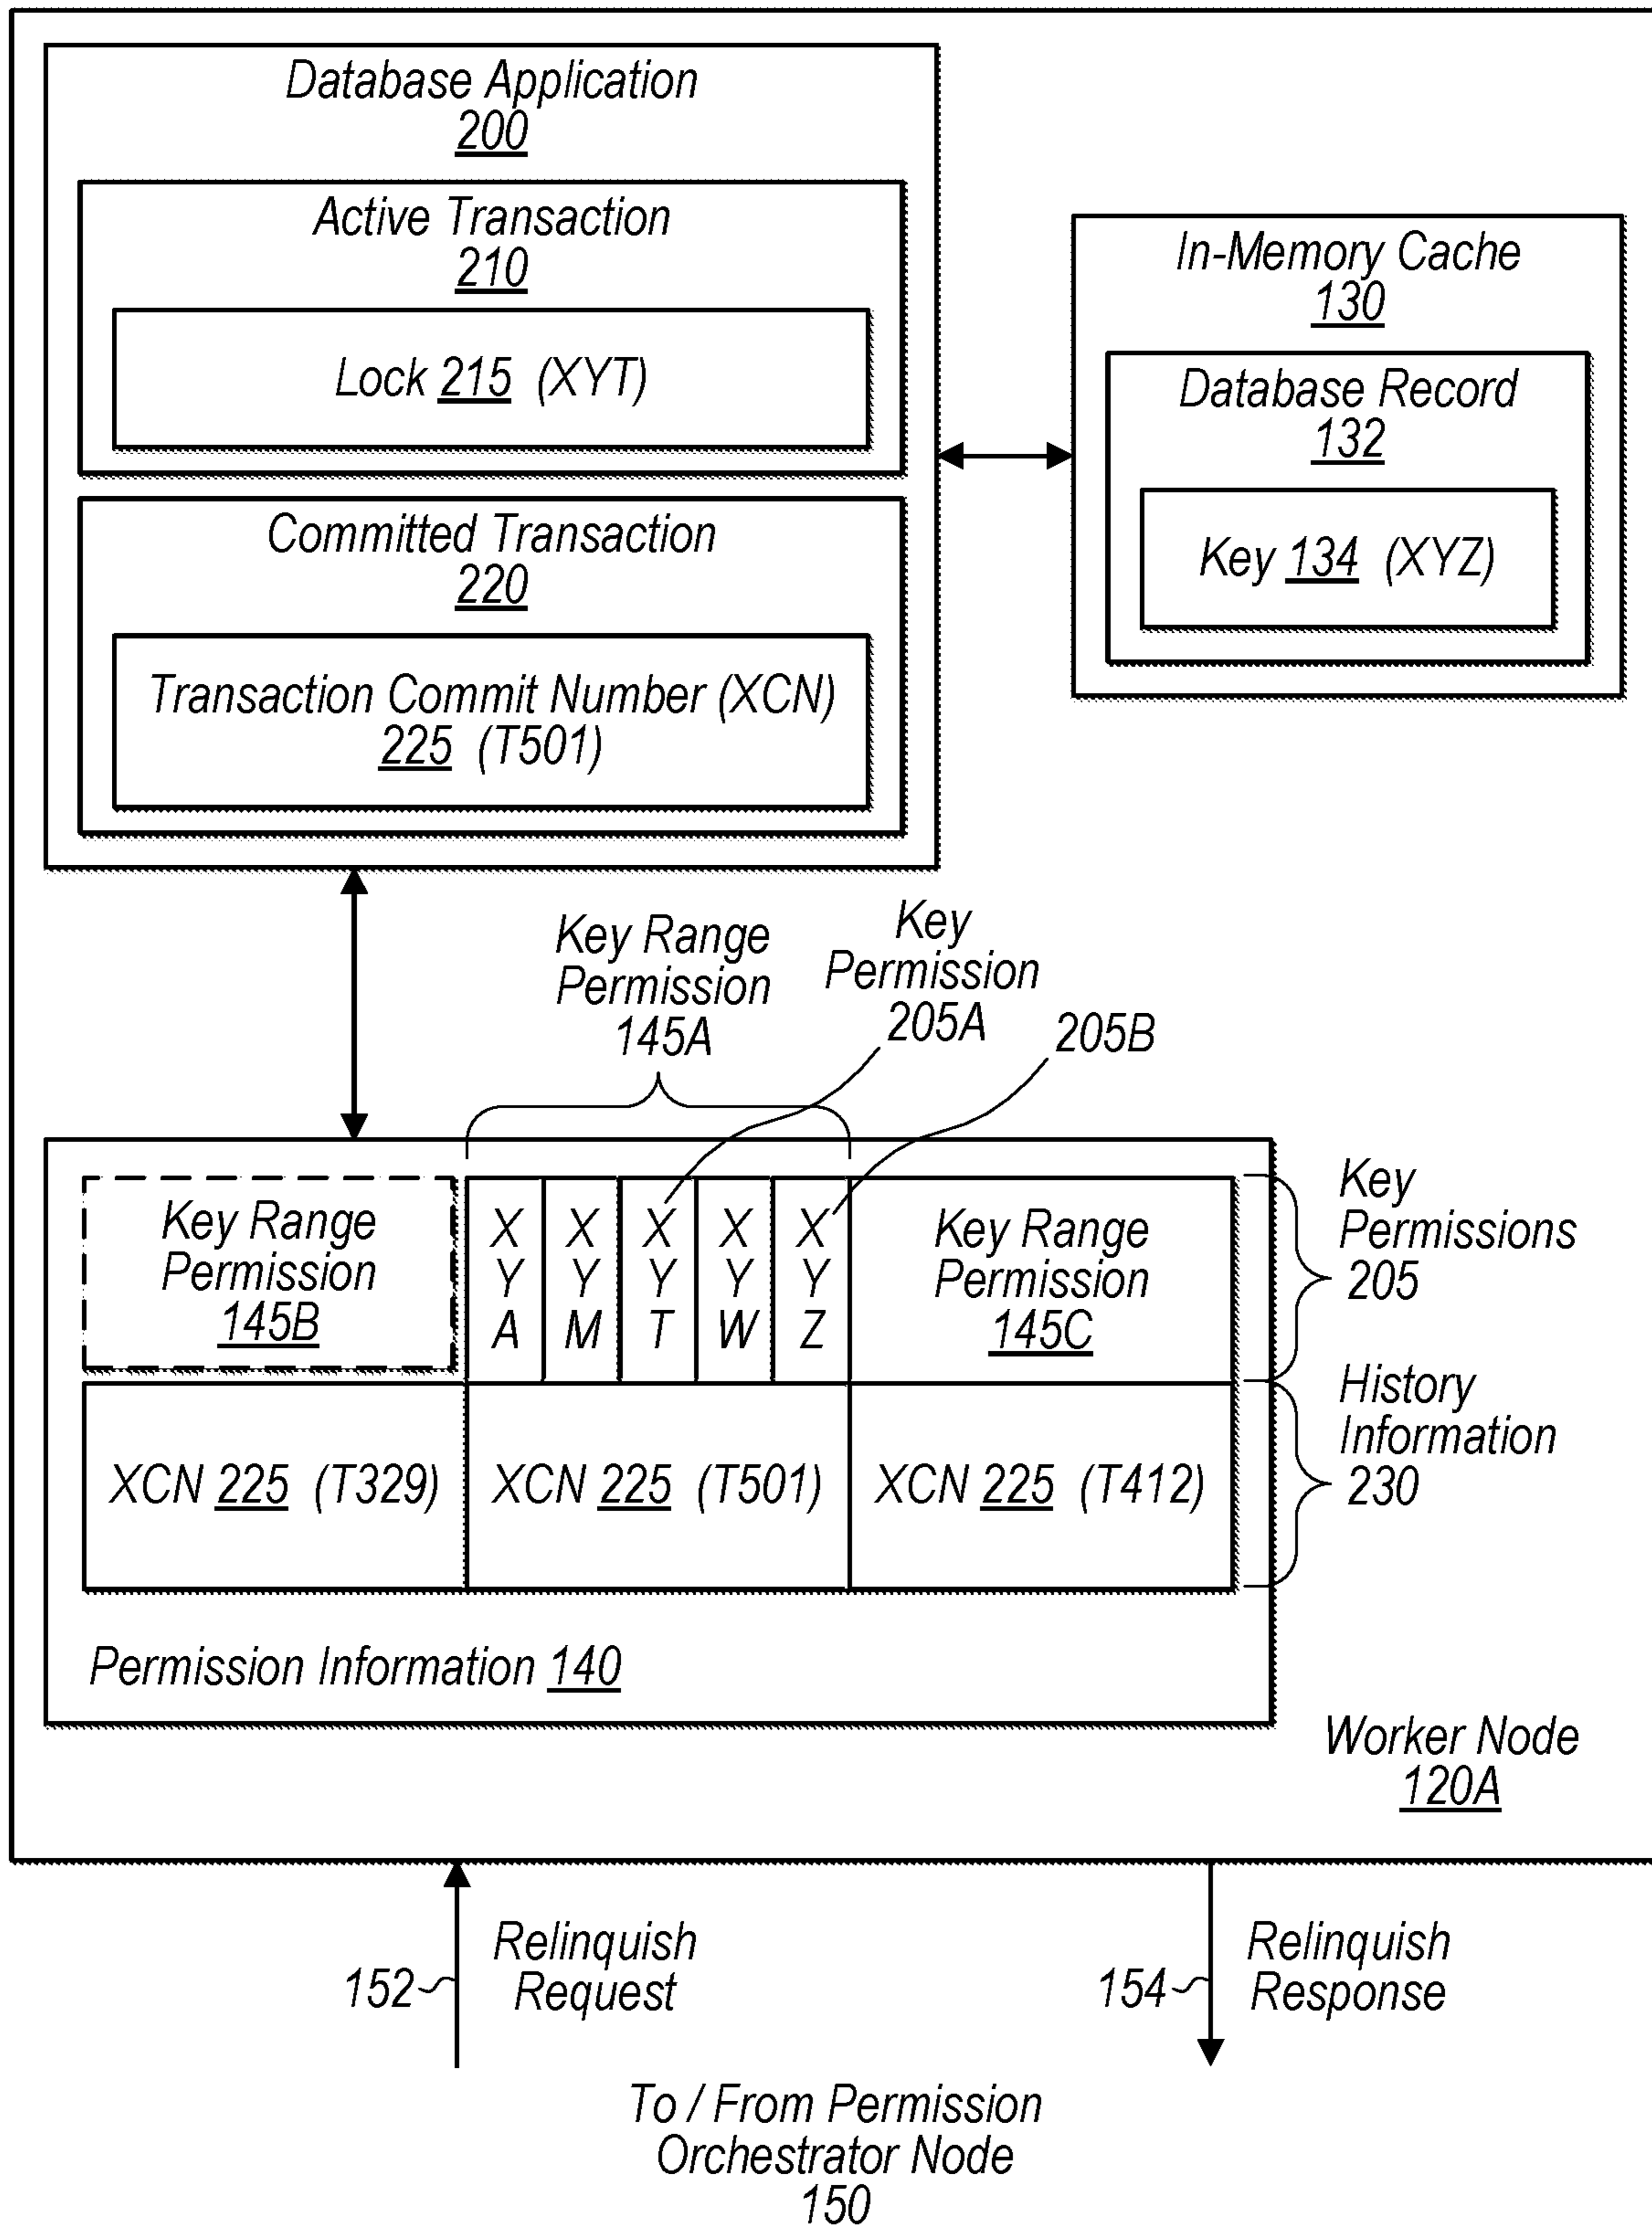 Database Application
200
Active Transaction
210
Lock 215 (XYT)
Committed Transaction
220
Transaction Commit Number (XCN)
225 (T501)
In-Memory Cache
130
Database Record
132
Key 134 (XYZ)
Key Range
Permission
145A
Key
Permission
205A
205B
Key Range
Permission
145B
X
Y
A
X
Y
M
X
Y
T
X
Y
W
X
Y
Z
Key Range
Permission
145C
Key
Permissions
205
XCN 225 (T329)
XCN 225 (T501)
XCN 225 (T412)
History
Information
230
Permission Information 140
Worker Node
120A
152
Relinquish
Request
154
Relinquish
Response
To / From Permission
Orchestrator Node
150